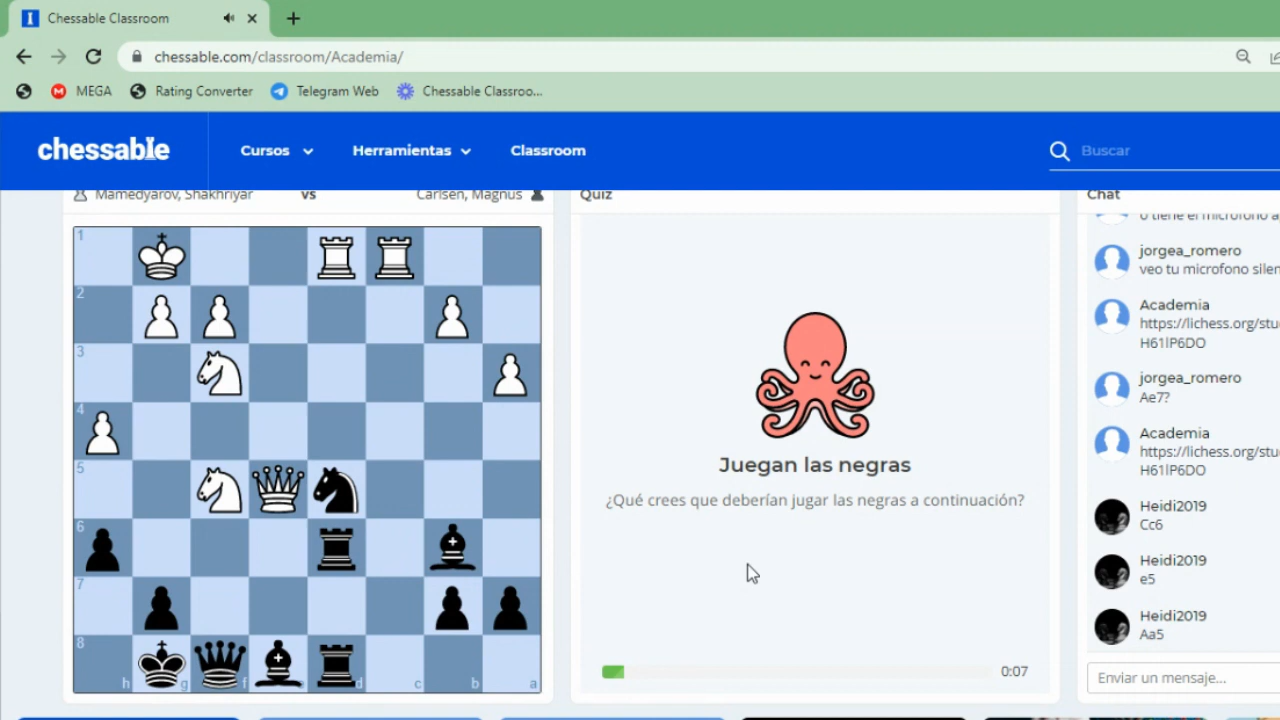 Chessable Classroom
chessable.com/classroom/Academia/
MEGA Rating Converter Telegram Web Chessable Classroo...
chessable Cursos Herramientas Classroom Buscar
Mamedyarov, Shakhriyar vs Carlsen, Magnus
Quiz
Chat
1
2
3
4
5
6
7
8
h g f e d c b a
Juegan las negras
¿Qué crees que deberían jugar las negras a continuación?
0:07
o tiene el microfono a
jorgea_romero
veo tu microfono silen
Academia
https://lichess.org/stu
H61lP6DO
jorgea_romero
Ae7?
Academia
https://lichess.org/stu
H61lP6DO
Heidi2019
Cc6
Heidi2019
e5
Heidi2019
Aa5
Enviar un mensaje...